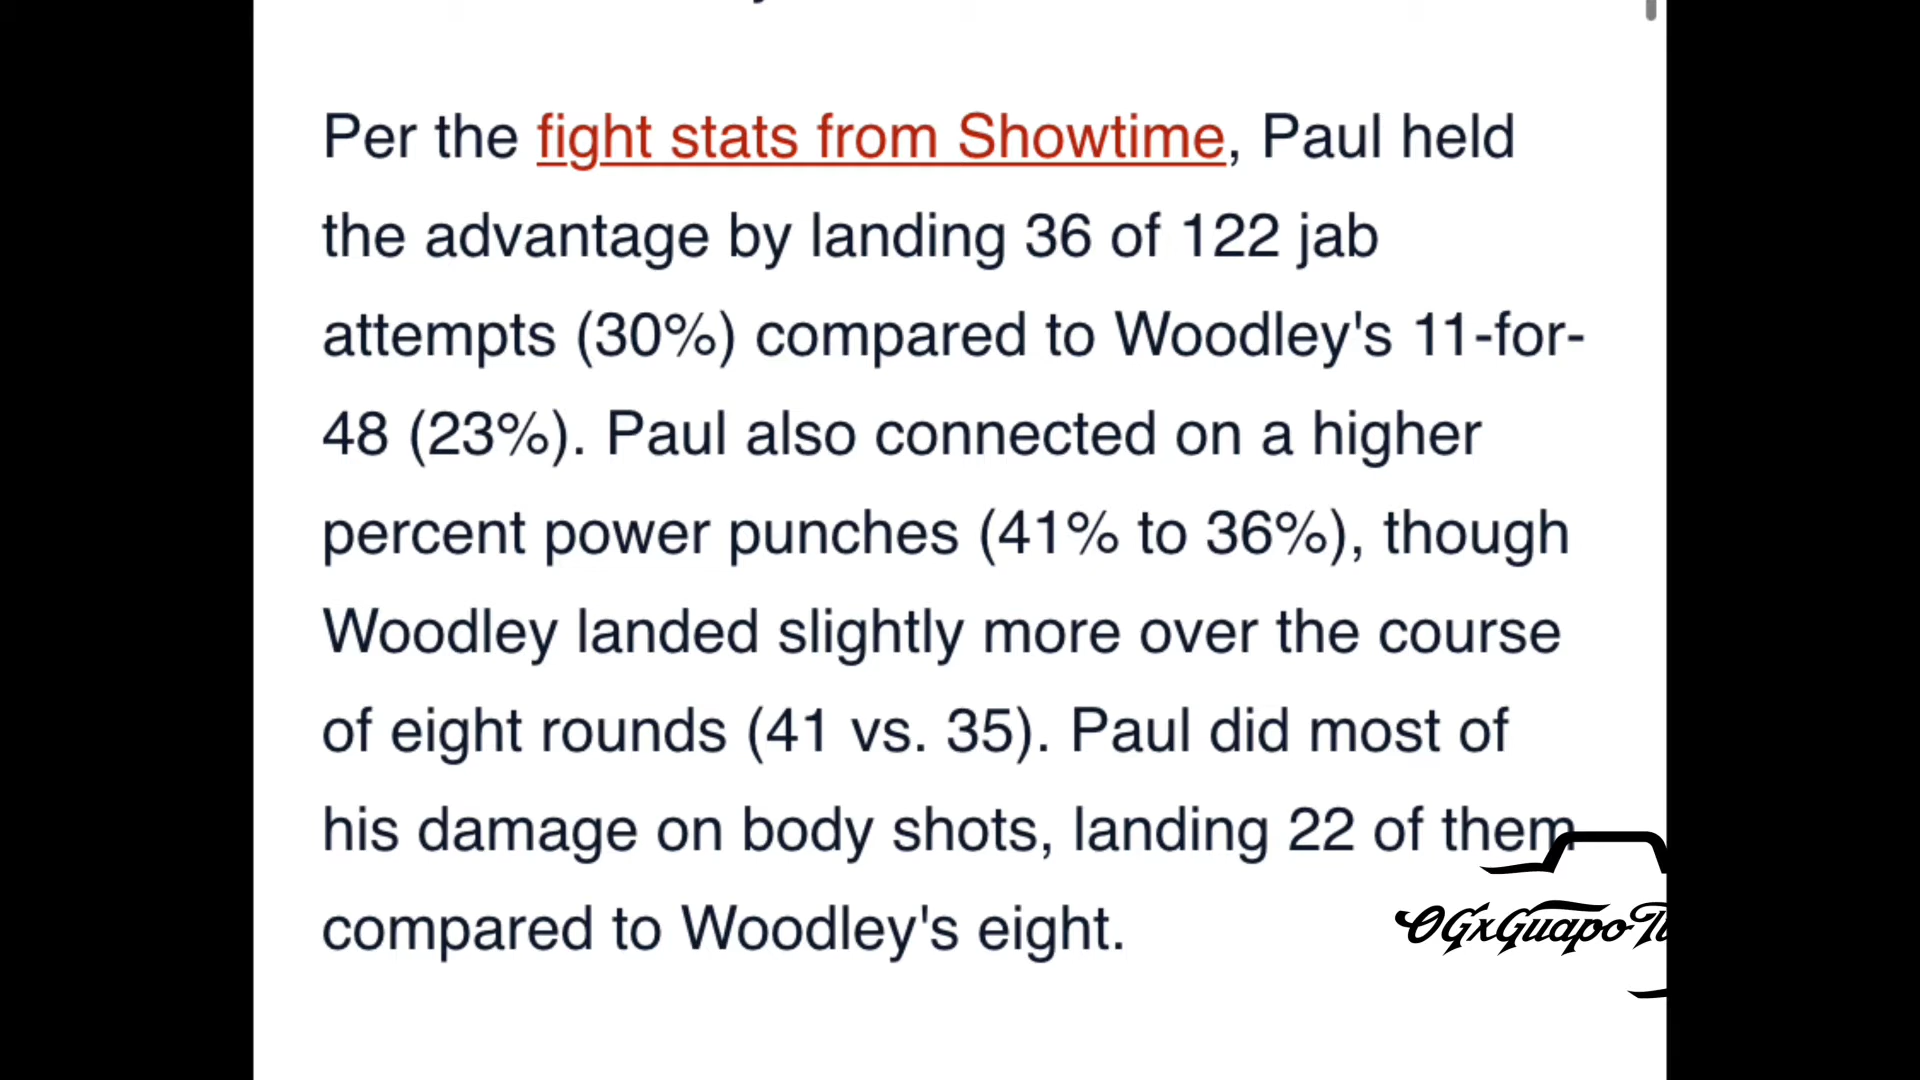 Per the fight stats from Showtime, Paul held
the advantage by landing 36 of 122 jab
attempts (30%) compared to Woodley's 11-for-
48 (23%). Paul also connected on a higher
percent power punches (41% to 36%), though
Woodley landed slightly more over the course
of eight rounds (41 vs. 35). Paul did most of
his damage on body shots, landing 22 of them
compared to Woodley's eight.
OGxGuapo